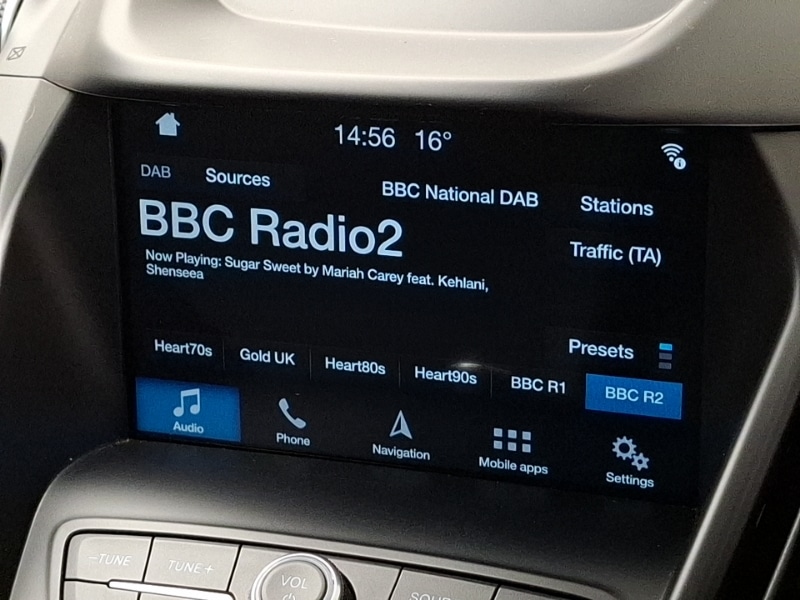 14:56 16°
DAB Sources BBC National DAB Stations
BBC Radio2
Traffic (TA)
Now Playing: Sugar Sweet by Mariah Carey feat. Kehlani,
Shenseea
Presets
Heart70s Gold UK Heart80s Heart90s BBC R1 BBC R2
Audio Phone Navigation Mobile apps Settings
-TUNE TUNE+ VOL